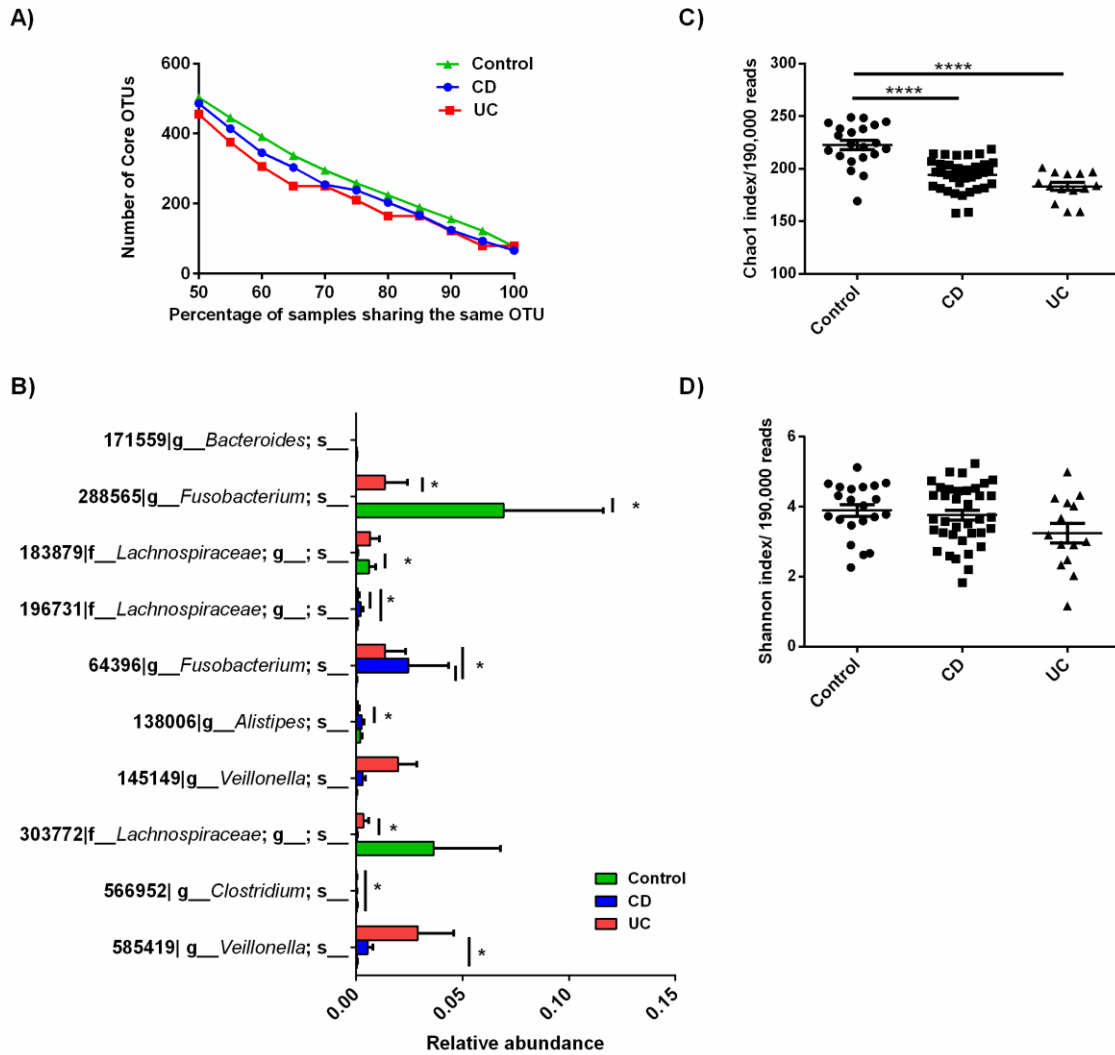 A)
600
400
200
0
Number of Core OTUs
50 60 70 80 90 100
Percentage of samples sharing the same OTU
Control
CD
UC
C)
300
250
200
150
100
Chao1 index/190,000 reads
****
****
Control
CD
UC
B)
171559|g__Bacteroides; s__
288565|g__Fusobacterium; s__
183879|f__Lachnospiraceae; g__; s__
196731|f__Lachnospiraceae; g__; s__
64396|g__Fusobacterium; s__
138006|g__Alistipes; s__
145149|g__Veillonella; s__
303772|f__Lachnospiraceae; g__; s__
566952| g__Clostridium; s__
585419| g__Veillonella; s__
*
*
*
*
*
*
*
*
*
Control
CD
UC
0.00 0.05 0.10 0.15
Relative abundance
D)
6
4
2
0
Shannon index/ 190,000 reads
Control
CD
UC